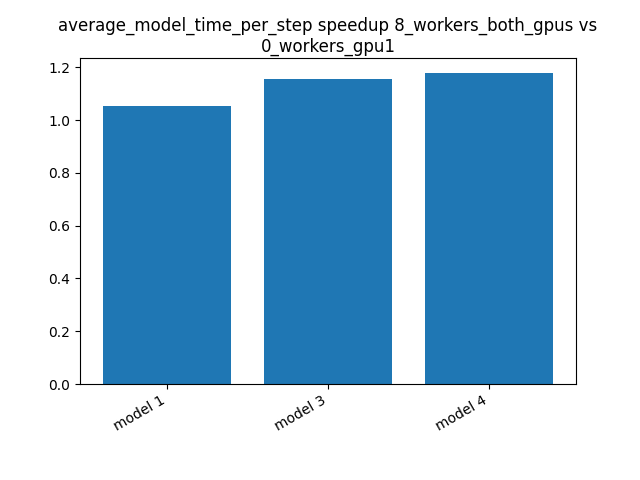 average_model_time_per_step speedup 8_workers_both_gpus vs
0_workers_gpu1
1.2
1.0
0.8
0.6
0.4
0.2
0.0
model 1
model 3
model 4